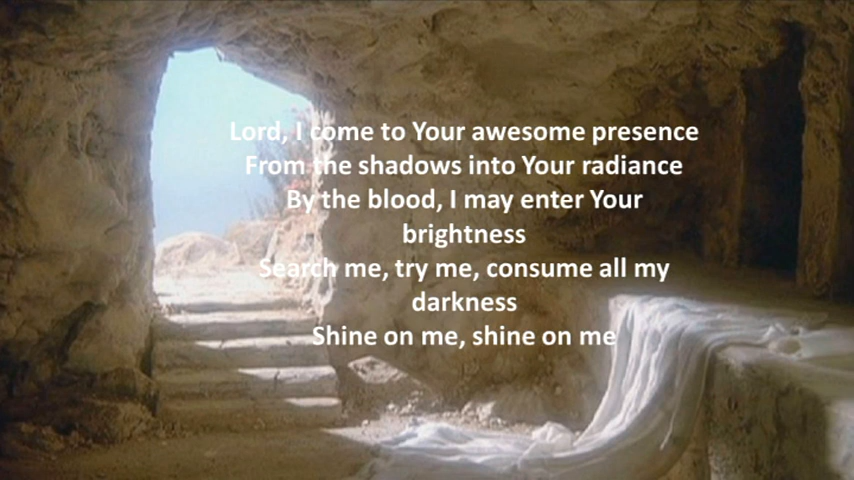 Lord, I come to Your awesome presence
From the shadows into Your radiance
By the blood, I may enter Your
brightness
Search me, try me, consume all my
darkness
Shine on me, shine on me